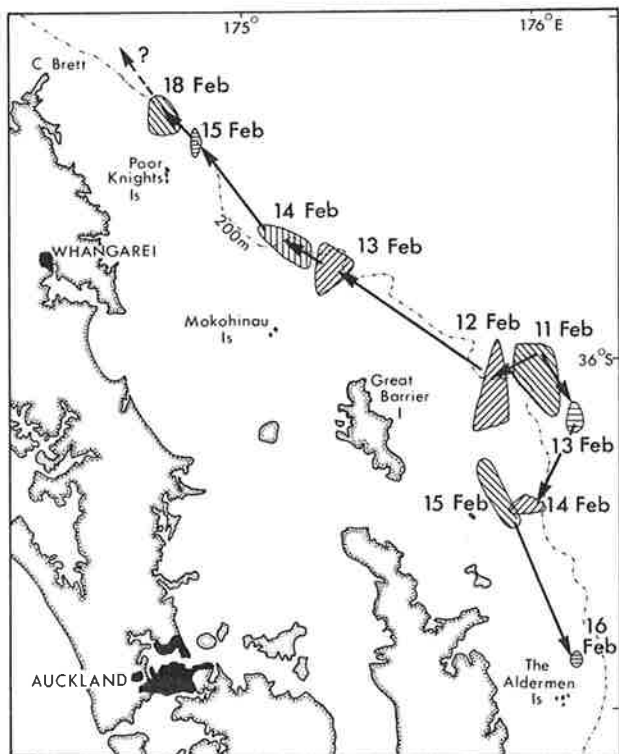 175°
176°E
?
C Brett
18 Feb
15 Feb
Poor
Knights
Is
14 Feb
200m
13 Feb
WHANGAREI
12 Feb
11 Feb
Mokohinau
Is
36°S
Great
Barrier
I
13 Feb
15 Feb
14 Feb
16
Feb
AUCKLAND
The
Aldermen
Is